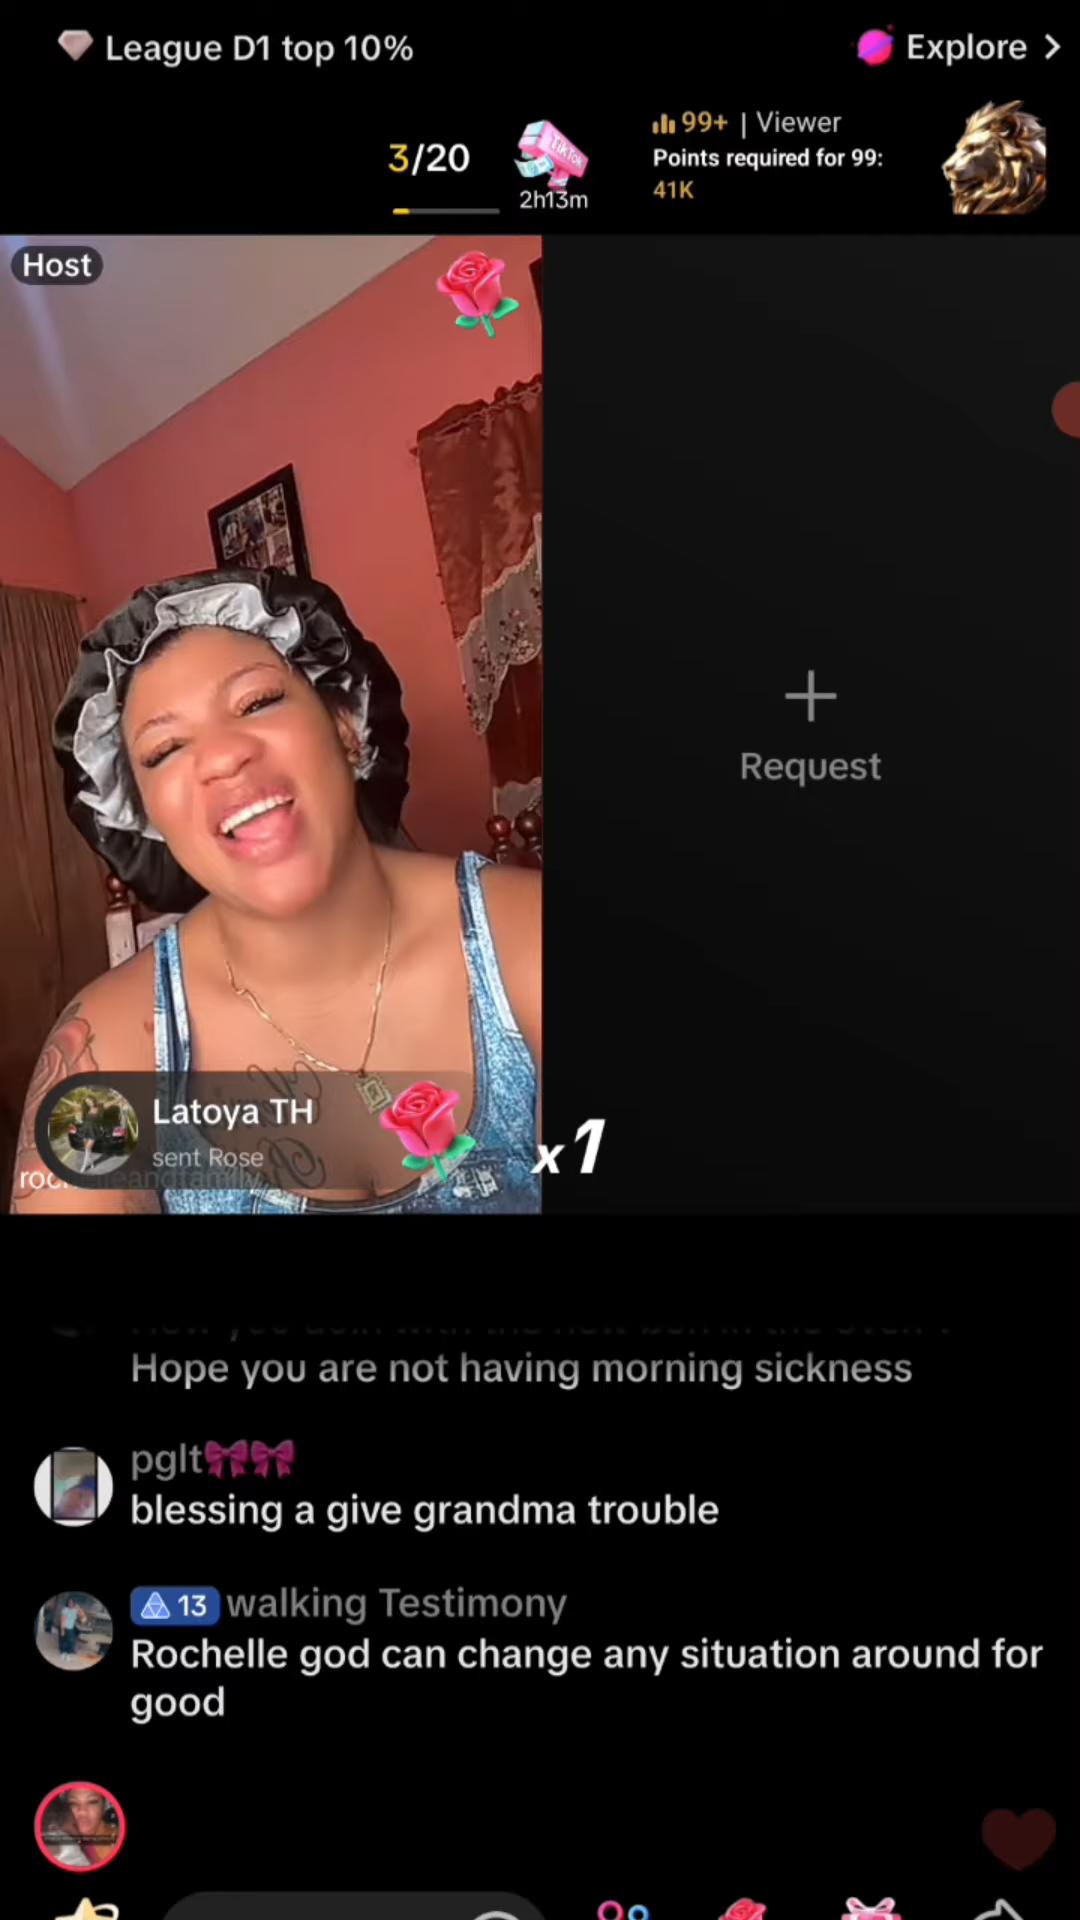 League D1 top 10%
Explore
3/20
TikTok
2h13m
99+ | Viewer
Points required for 99:
41K
Host
Latoya TH
sent Rose
x1
Request
Hope you are not having morning sickness
pglt🎀🎀
blessing a give grandma trouble
13 walking Testimony
Rochelle god can change any situation around for
good